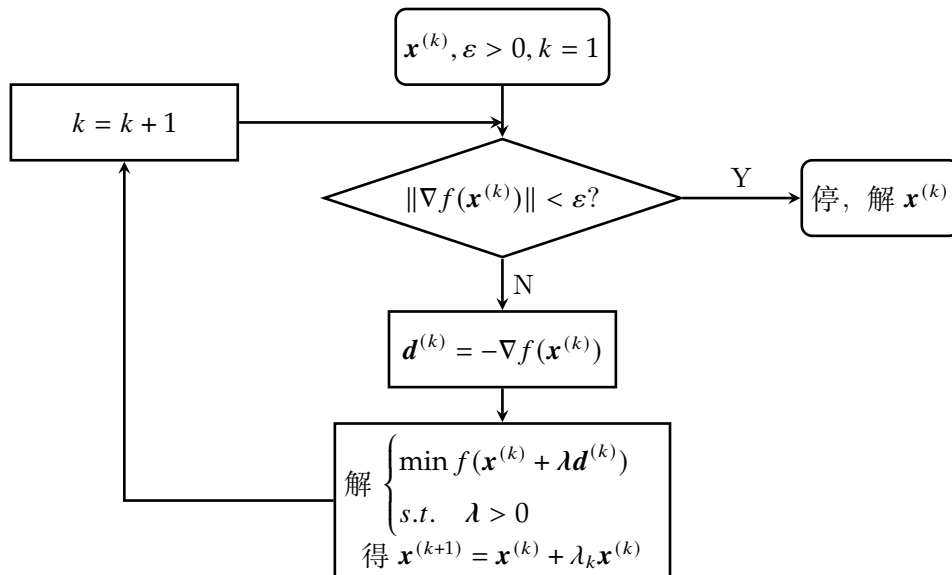 x^{(k)}, ε > 0, k = 1
k = k + 1
‖∇f(x^{(k)})‖ < ε?
Y
停，解 x^{(k)}
N
d^{(k)} = −∇f(x^{(k)})
解 { min f(x^{(k)} + λd^{(k)})
s.t. λ > 0
得 x^{(k+1)} = x^{(k)} + λ_k x^{(k)}